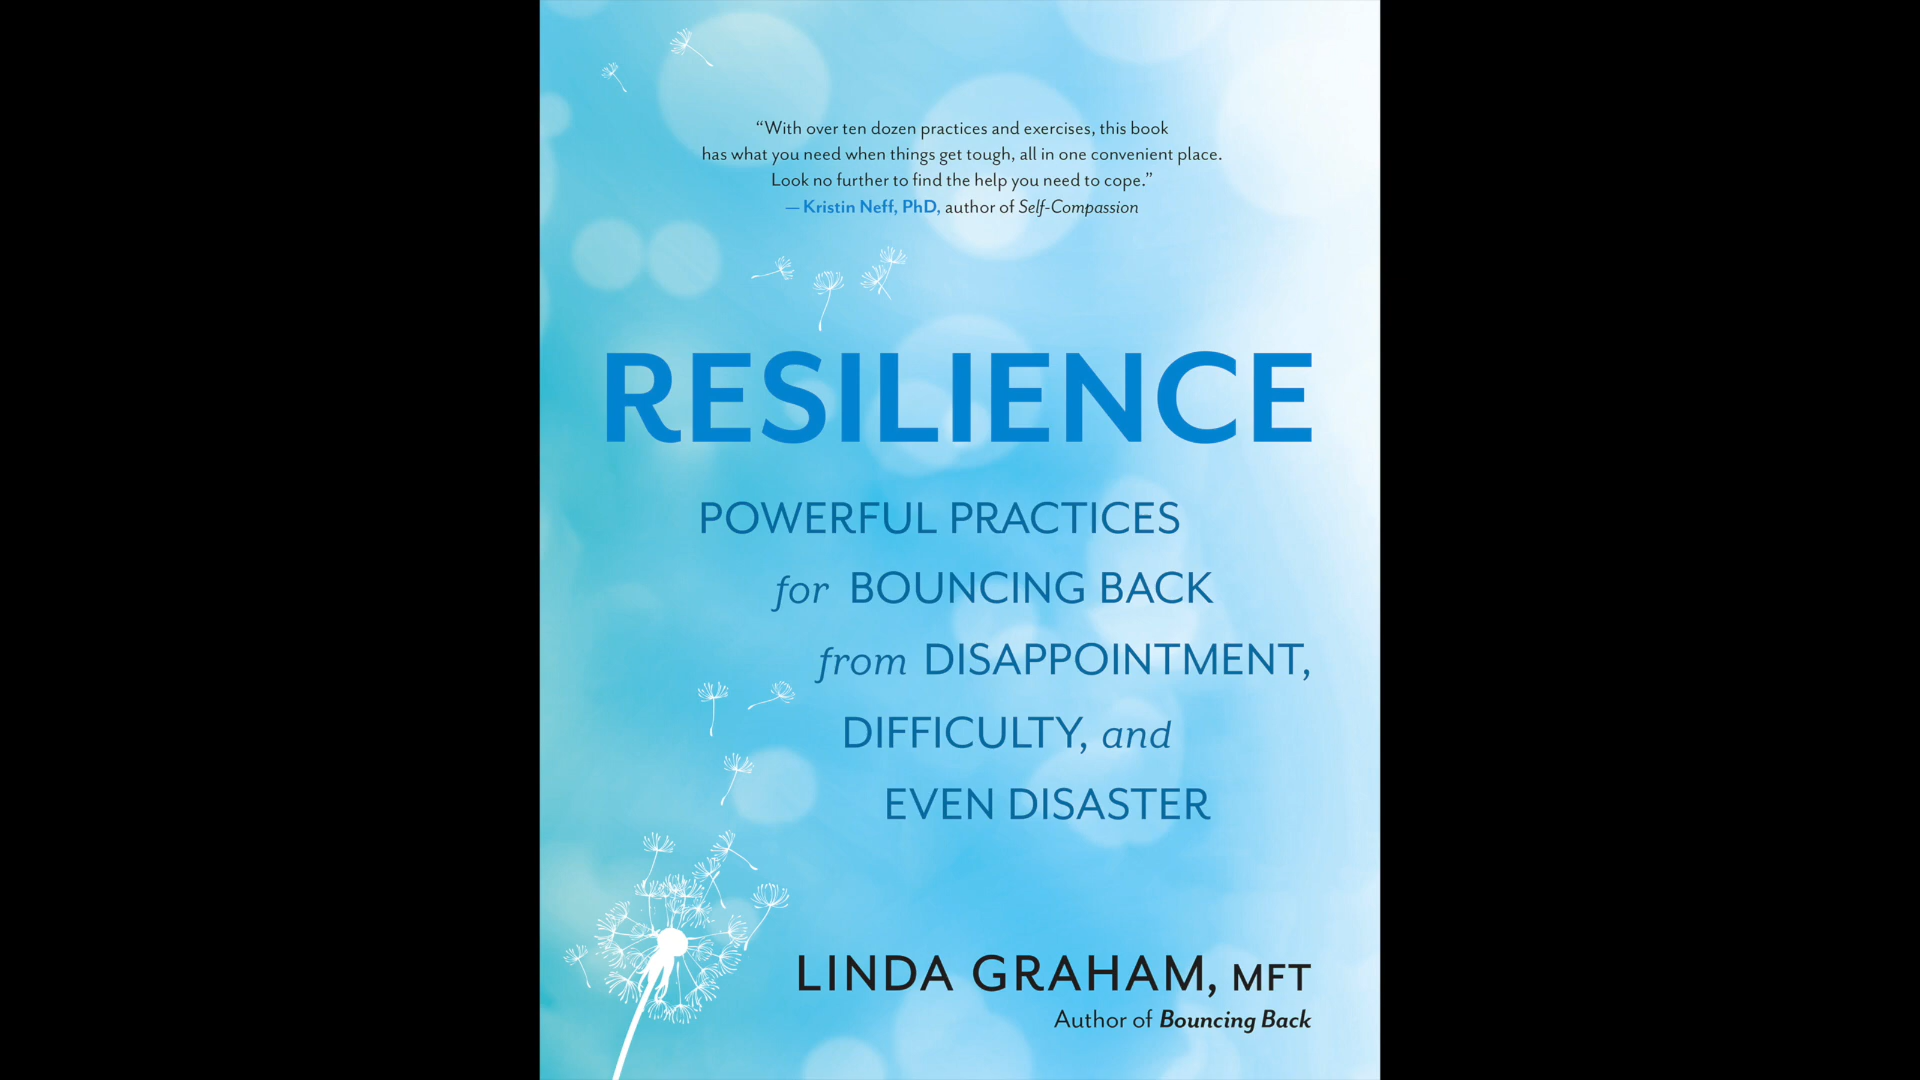 “With over ten dozen practices and exercises, this book
has what you need when things get tough, all in one convenient place.
Look no further to find the help you need to cope.”
— Kristin Neff, PhD, author of Self-Compassion
RESILIENCE
POWERFUL PRACTICES
for BOUNCING BACK
from DISAPPOINTMENT,
DIFFICULTY, and
EVEN DISASTER
LINDA GRAHAM, MFT
Author of Bouncing Back